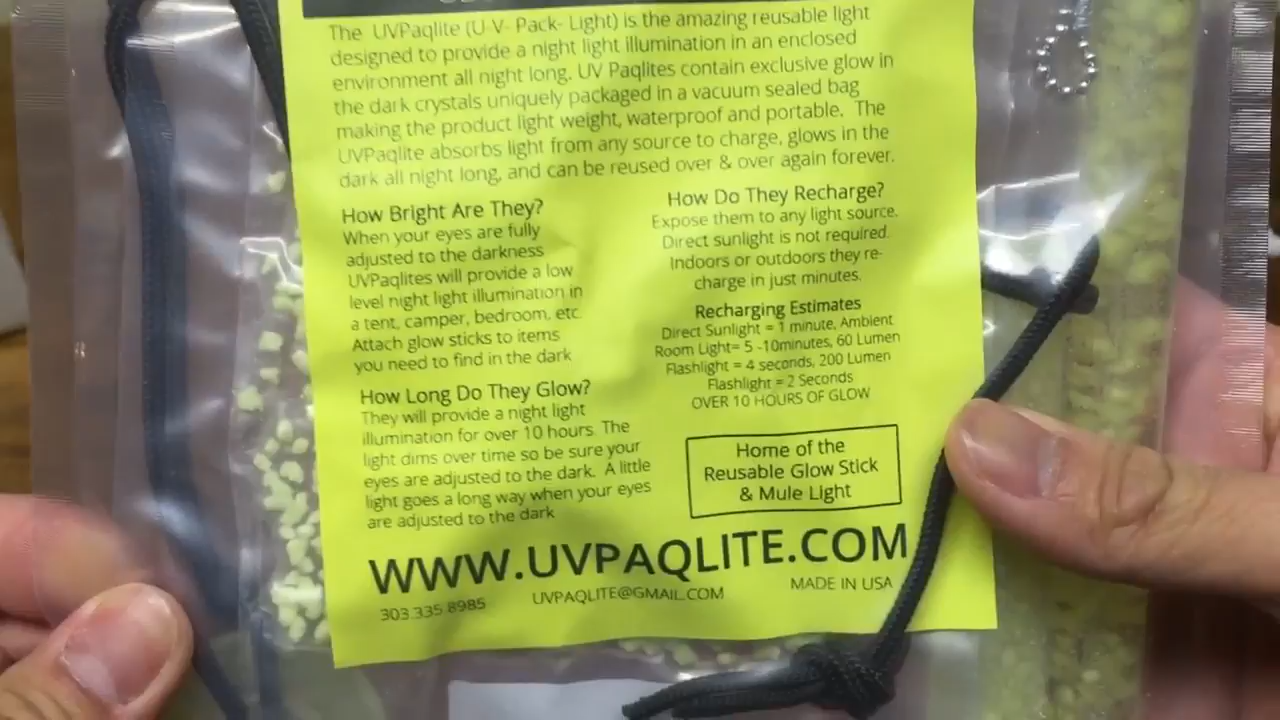 The UVPaqlite (U-V- Pack- Light) is the amazing reusable light
designed to provide a night light illumination in an enclosed
environment all night long. UV Paqlites contain exclusive glow in
the dark crystals uniquely packaged in a vacuum sealed bag
making the product light weight, waterproof and portable. The
UVPaqlite absorbs light from any source to charge, glows in the
dark all night long, and can be reused over & over again forever.
How Bright Are They?
When your eyes are fully
adjusted to the darkness
UVPaqlites will provide a low
level night light illumination in
a tent, camper, bedroom, etc.
Attach glow sticks to items
you need to find in the dark
How Long Do They Glow?
They will provide a night light
illumination for over 10 hours. The
light dims over time so be sure your
eyes are adjusted to the dark. A little
light goes a long way when your eyes
are adjusted to the dark
How Do They Recharge?
Expose them to any light source.
Direct sunlight is not required.
Indoors or outdoors they re-
charge in just minutes.
Recharging Estimates
Direct Sunlight = 1 minute, Ambient
Room Light= 5 -10minutes, 60 Lumen
Flashlight = 4 seconds, 200 Lumen
Flashlight = 2 Seconds
OVER 10 HOURS OF GLOW
Home of the
Reusable Glow Stick
& Mule Light
WWW.UVPAQLITE.COM
303.335.8985 UVPAQLITE@GMAIL.COM MADE IN USA